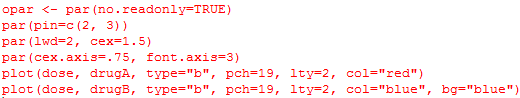 opar <- par(no.readonly=TRUE)
par(pin=c(2, 3))
par(lwd=2, cex=1.5)
par(cex.axis=.75, font.axis=3)
plot(dose, drugA, type="b", pch=19, lty=2, col="red")
plot(dose, drugB, type="b", pch=19, lty=2, col="blue", bg="blue")